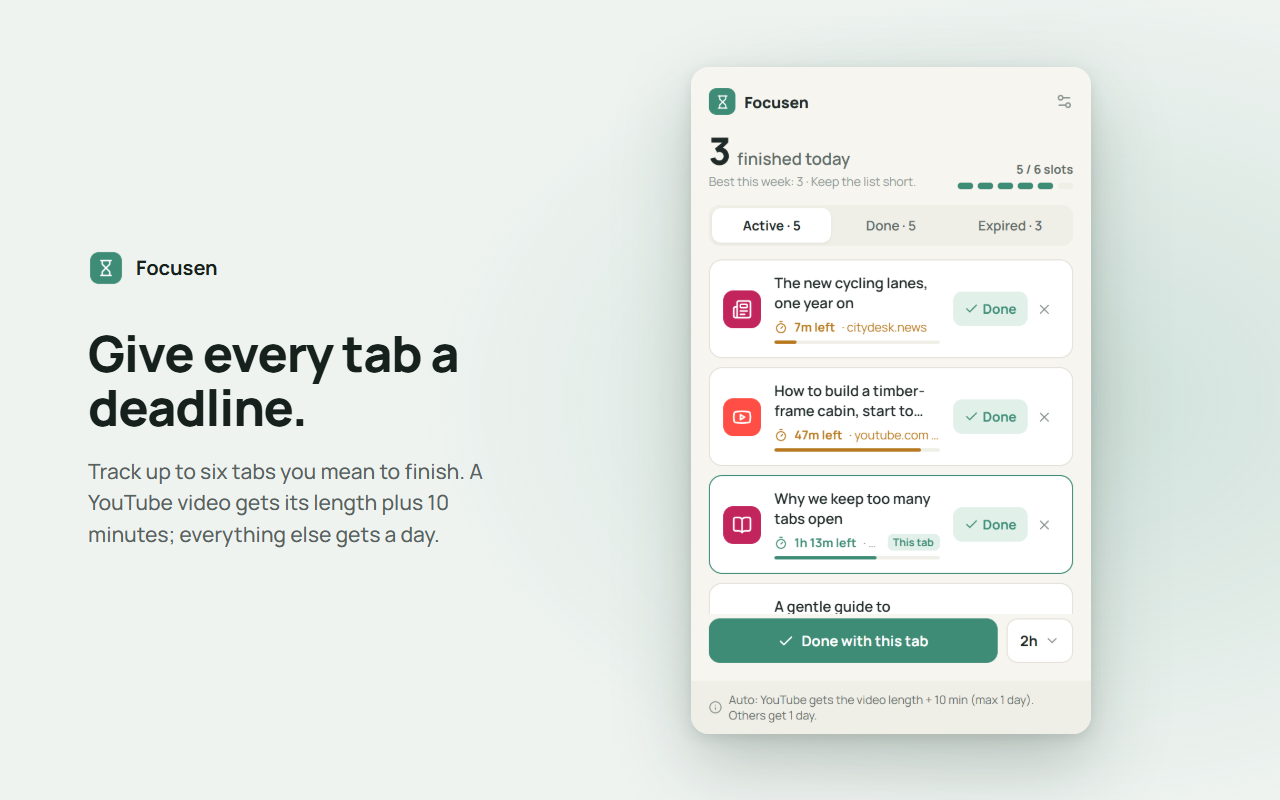 Focusen
Give every tab a
deadline.
Track up to six tabs you mean to finish. A
YouTube video gets its length plus 10
minutes; everything else gets a day.
Focusen
3 finished today
Best this week: 3 · Keep the list short.
5 / 6 slots
Active · 5
Done · 5
Expired · 3
The new cycling lanes,
one year on
7m left · citydesk.news
Done
How to build a timber-
frame cabin, start to…
47m left · youtube.com …
Done
Why we keep too many
tabs open
1h 13m left · …
This tab
Done
A gentle guide to
Done with this tab
2h
Auto: YouTube gets the video length + 10 min (max 1 day).
Others get 1 day.